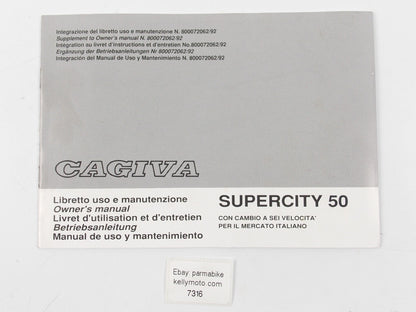 Integrazione del libretto uso e manutenzione N. 800072062/92
Supplement to Owner's manual N. 800072062/92
Integration au livret d'instructions et d'entretien No.800072062/92
Ergänzung der Betriebsanleitungen Nr 800072062/92
Integración del Manual de Uso y Mantenimiento N. 800072062/92
CAGIVA
Libretto uso e manutenzione
Owner's manual
Livret d'utilisation et d'entretien
Betriebsanleitung
Manual de uso y mantenimiento
SUPERCITY 50
CON CAMBIO A SEI VELOCITA'
PER IL MERCATO ITALIANO
Ebay: parmabike
kellymoto.com
7316